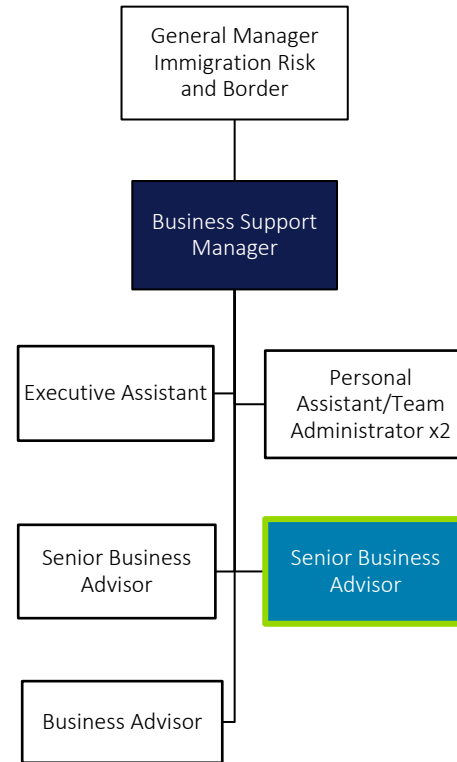 General Manager
Immigration Risk
and Border
Business Support
Manager
Executive Assistant
Personal
Assistant/Team
Administrator x2
Senior Business
Advisor
Senior Business
Advisor
Business Advisor